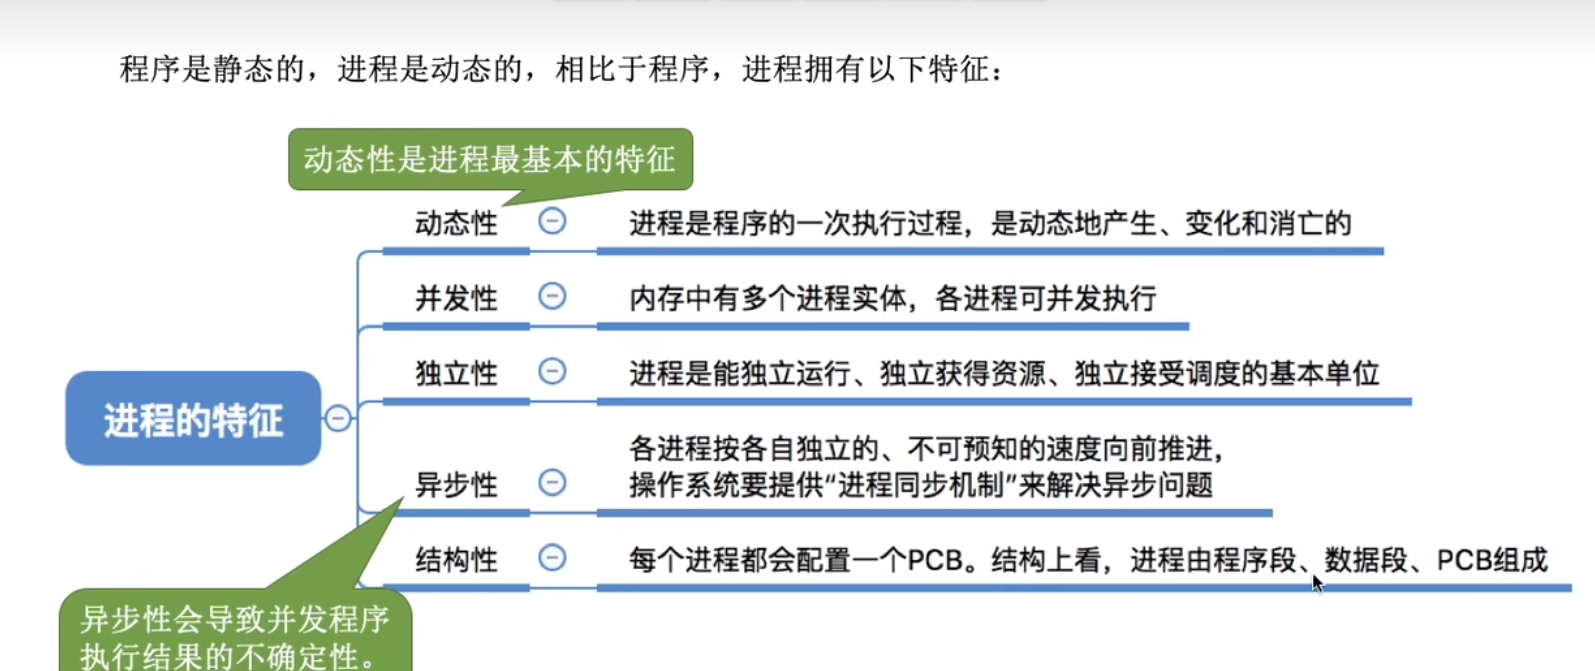 程序是静态的，进程是动态的，相比于程序，进程拥有以下特征：
动态性是进程最基本的特征
动态性
进程是程序的一次执行过程，是动态地产生、变化和消亡的
并发性
内存中有多个进程实体，各进程可并发执行
独立性
进程是能独立运行、独立获得资源、独立接受调度的基本单位
进程的特征
各进程按各自独立的、不可预知的速度向前推进，
异步性
操作系统要提供“进程同步机制”来解决异步问题
结构性
每个进程都会配置一个PCB。结构上看，进程由程序段、数据段、PCB组成
异步性会导致并发程序
执行结果的不确定性。